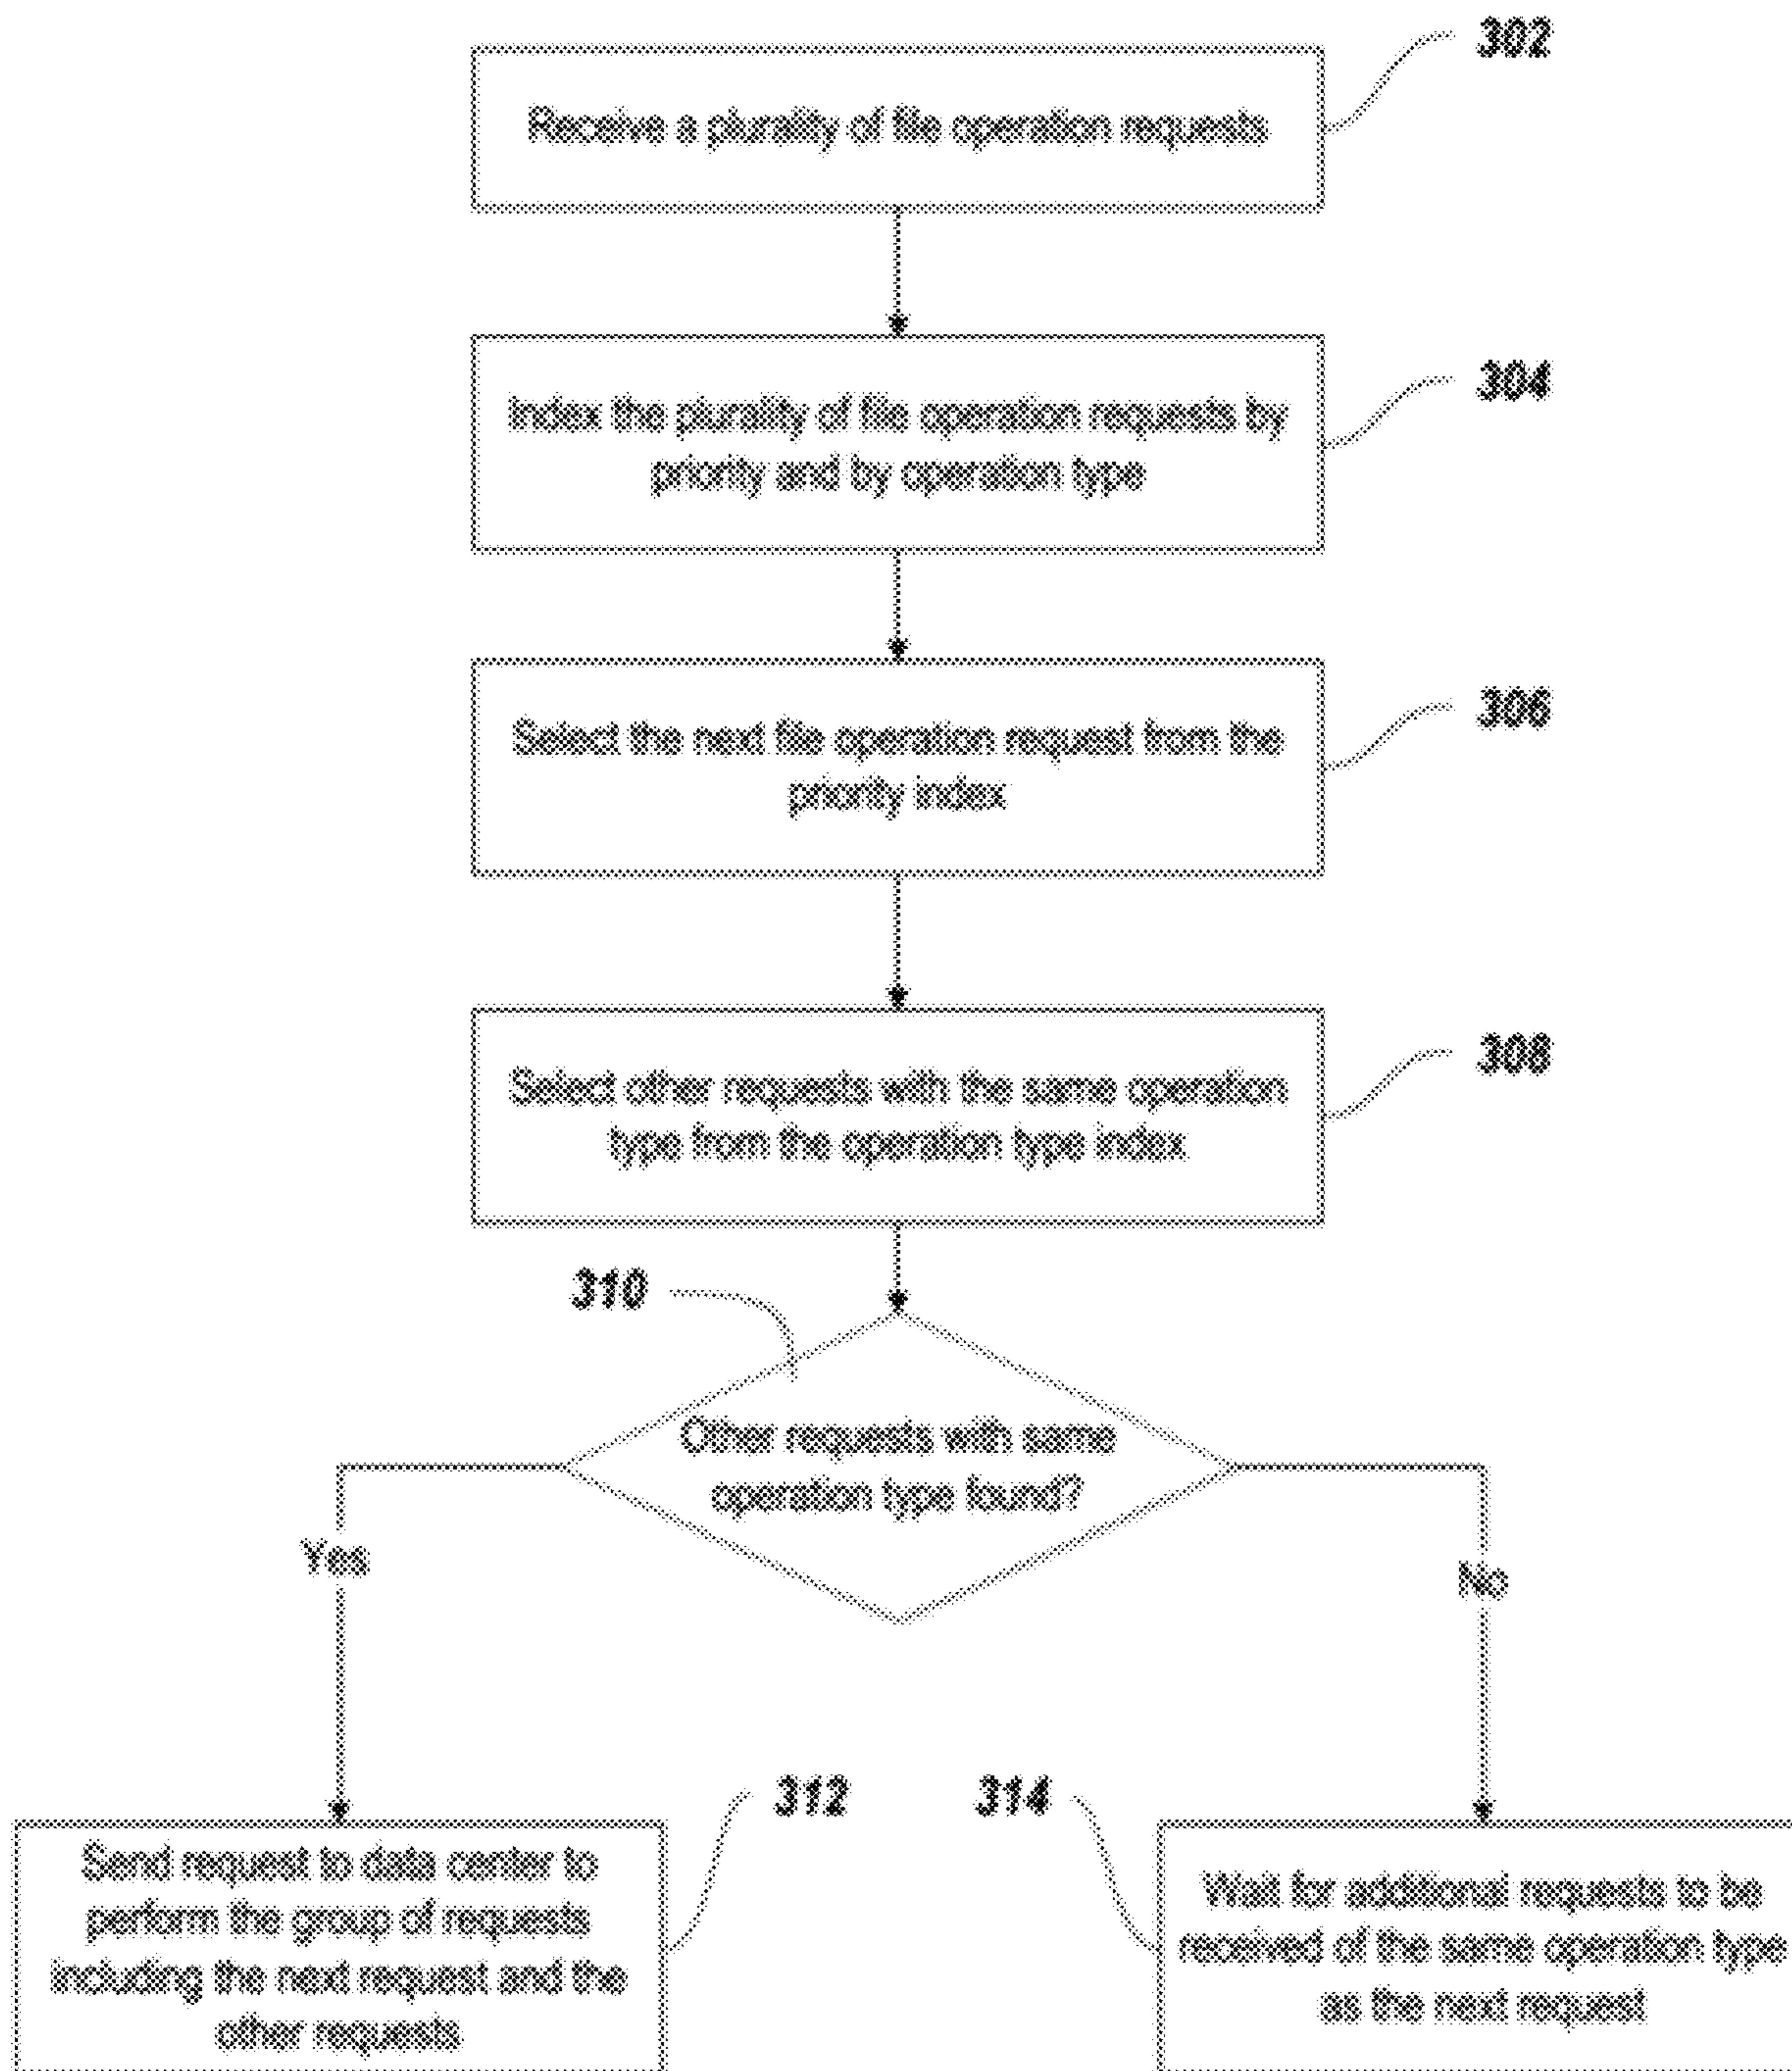 302
Receive a plurality of file operation requests
304
Index the plurality of file operation requests by
priority and by operation type
306
Select the next file operation request from the
priority index
308
Select other requests with the same operation
type from the operation type index
310
Other requests with same
operation type found?
Yes
No
312
314
Send request to data center to
perform the group of requests
including the next request and the
other requests
Wait for additional requests to be
received of the same operation type
as the next request